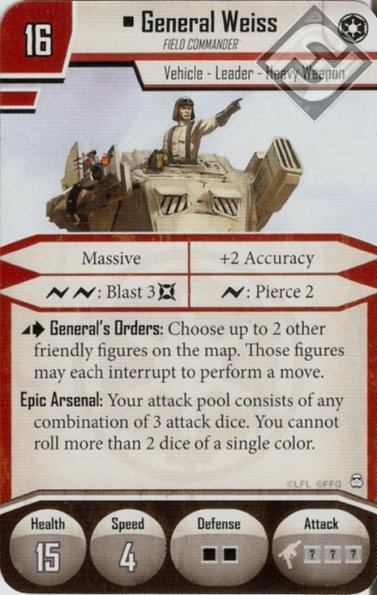 16
General Weiss
FIELD COMMANDER
Vehicle - Leader - Heavy Weapon
Massive
+2 Accuracy
: Blast 3
: Pierce 2
General's Orders: Choose up to 2 other
friendly figures on the map. Those figures
may each interrupt to perform a move.
Epic Arsenal: Your attack pool consists of any
combination of 3 attack dice. You cannot
roll more than 2 dice of a single color.
©LFL ©FFG
Health
Speed
Defense
Attack
15
4
? ? ?